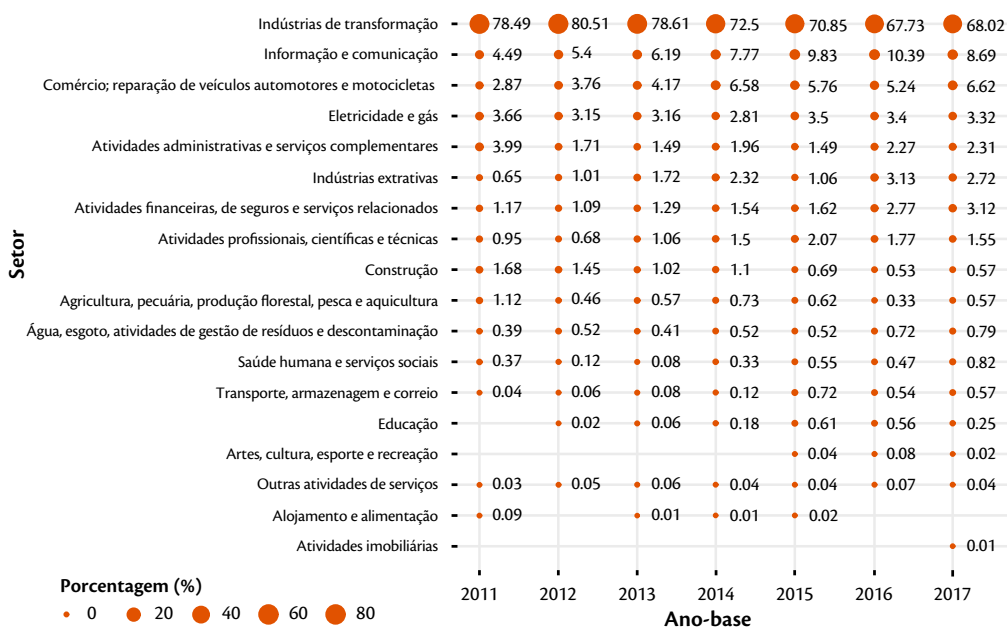 Setor
Indústrias de transformação 78.49 80.51 78.61 72.5 70.85 67.73 68.02
Informação e comunicação 4.49 5.4 6.19 7.77 9.83 10.39 8.69
Comércio; reparação de veículos automotores e motocicletas 2.87 3.76 4.17 6.58 5.76 5.24 6.62
Eletricidade e gás 3.66 3.15 3.16 2.81 3.5 3.4 3.32
Atividades administrativas e serviços complementares 3.99 1.71 1.49 1.96 1.49 2.27 2.31
Indústrias extrativas 0.65 1.01 1.72 2.32 1.06 3.13 2.72
Atividades financeiras, de seguros e serviços relacionados 1.17 1.09 1.29 1.54 1.62 2.77 3.12
Atividades profissionais, científicas e técnicas 0.95 0.68 1.06 1.5 2.07 1.77 1.55
Construção 1.68 1.45 1.02 1.1 0.69 0.53 0.57
Agricultura, pecuária, produção florestal, pesca e aquicultura 1.12 0.46 0.57 0.73 0.62 0.33 0.57
Água, esgoto, atividades de gestão de resíduos e descontaminação 0.39 0.52 0.41 0.52 0.52 0.72 0.79
Saúde humana e serviços sociais 0.37 0.12 0.08 0.33 0.55 0.47 0.82
Transporte, armazenagem e correio 0.04 0.06 0.08 0.12 0.72 0.54 0.57
Educação 0.02 0.06 0.18 0.61 0.56 0.25
Artes, cultura, esporte e recreação 0.04 0.08 0.02
Outras atividades de serviços 0.03 0.05 0.06 0.04 0.04 0.07 0.04
Alojamento e alimentação 0.09 0.01 0.01 0.02
Atividades imobiliárias 0.01
2011 2012 2013 2014 2015 2016 2017
Ano-base
Porcentagem (%)
0 20 40 60 80